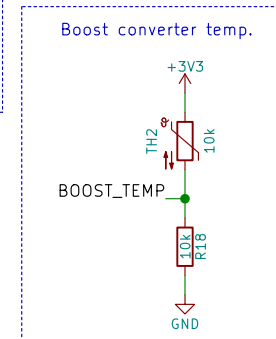 Boost converter temp.
+3V3
TH2
10k
BOOST_TEMP
10k
R18
GND